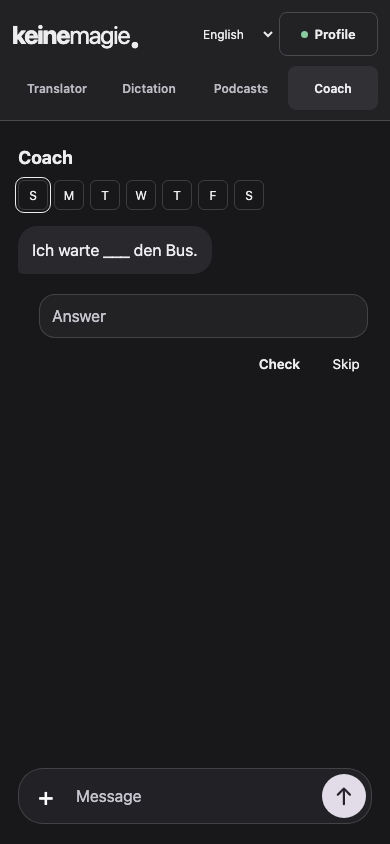 keinemagie.
English
Profile
Translator
Dictation
Podcasts
Coach
Coach
S M T W T F S
Ich warte ___ den Bus.
Answer
Check
Skip
+ Message